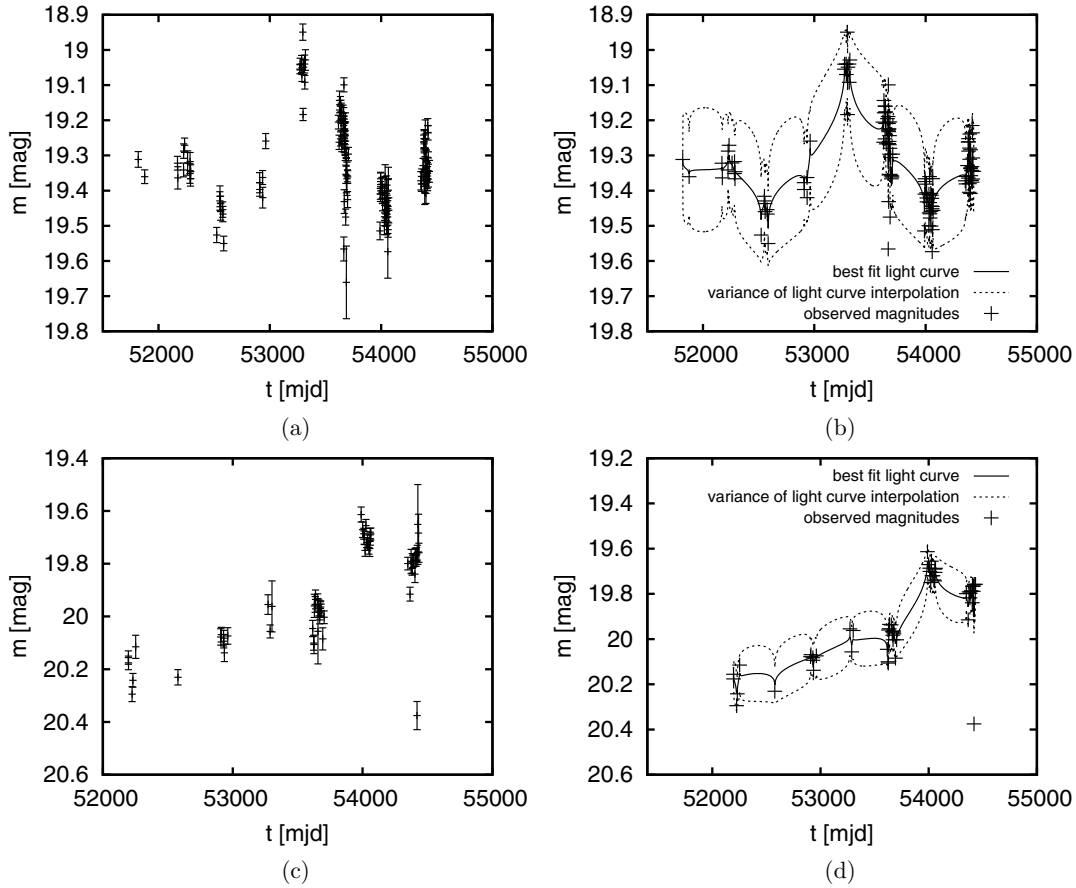 18.9
19
19.1
19.2
19.3
19.4
19.5
19.6
19.7
19.8
m [mag]
52000 53000 54000 55000
t [mjd]
(a)
18.9
19
19.1
19.2
19.3
19.4
19.5
19.6
19.7
19.8
m [mag]
best fit light curve
variance of light curve interpolation
observed magnitudes
52000 53000 54000 55000
t [mjd]
(b)
19.4
19.6
19.8
20
20.2
20.4
20.6
m [mag]
52000 53000 54000 55000
t [mjd]
(c)
19.2
19.4
19.6
19.8
20
20.2
20.4
20.6
m [mag]
best fit light curve
variance of light curve interpolation
observed magnitudes
52000 53000 54000 55000
t [mjd]
(d)